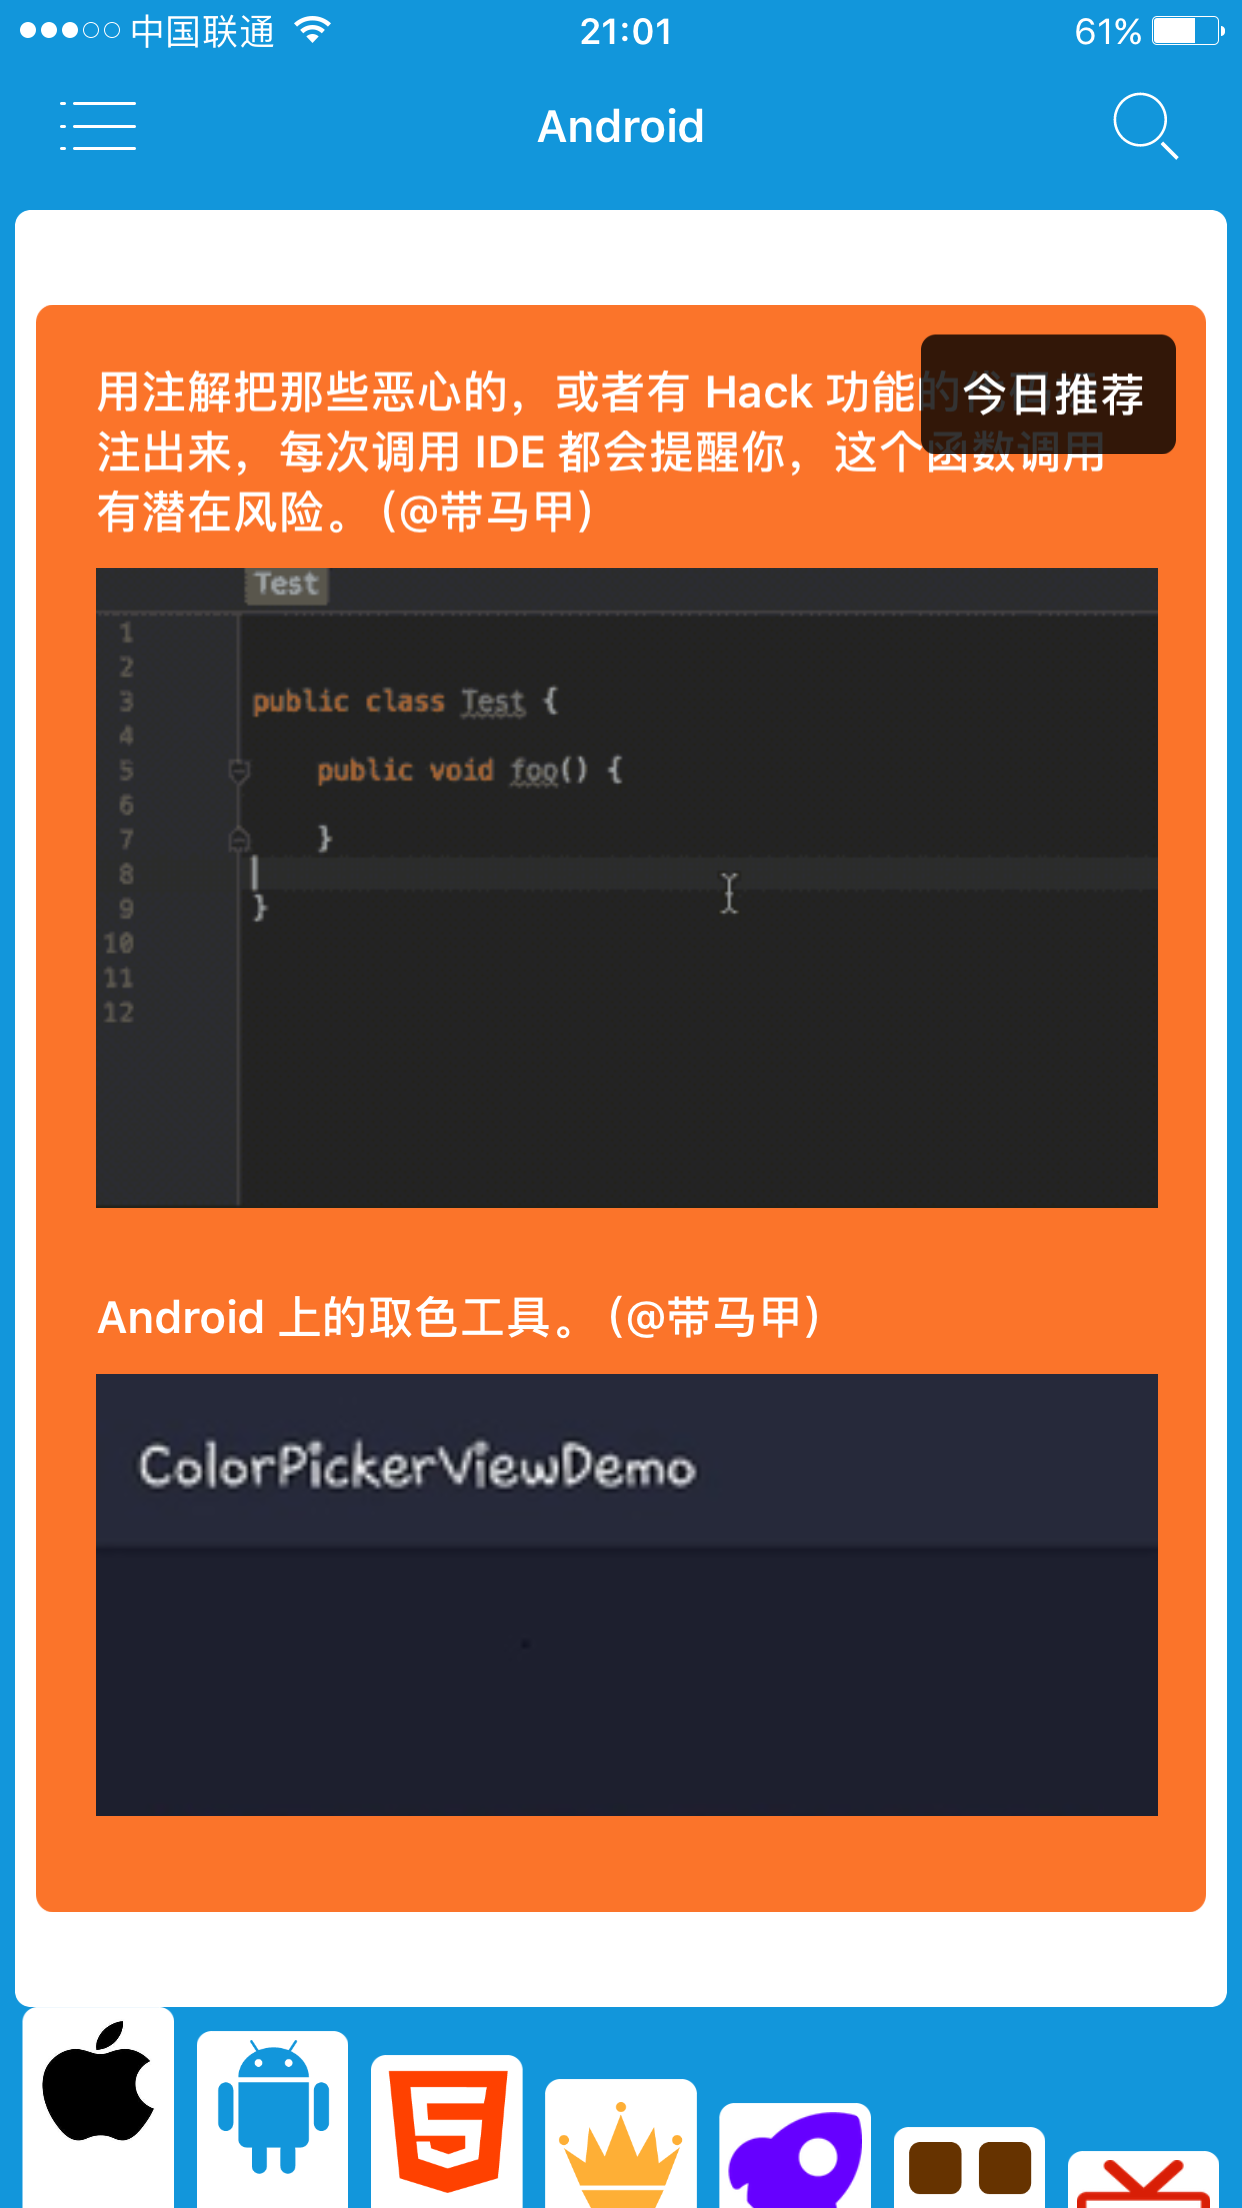 中国联通
21:01
61%
Android
今日推荐
用注解把那些恶心的，或者有 Hack 功能的
注出来，每次调用 IDE 都会提醒你，这个函数调用
有潜在风险。（@带马甲）
Test
1
2
3 public class Test {
4
5 public void foo() {
6
7 }
8
9 }
10
11
12
Android 上的取色工具。（@带马甲）
ColorPickerViewDemo